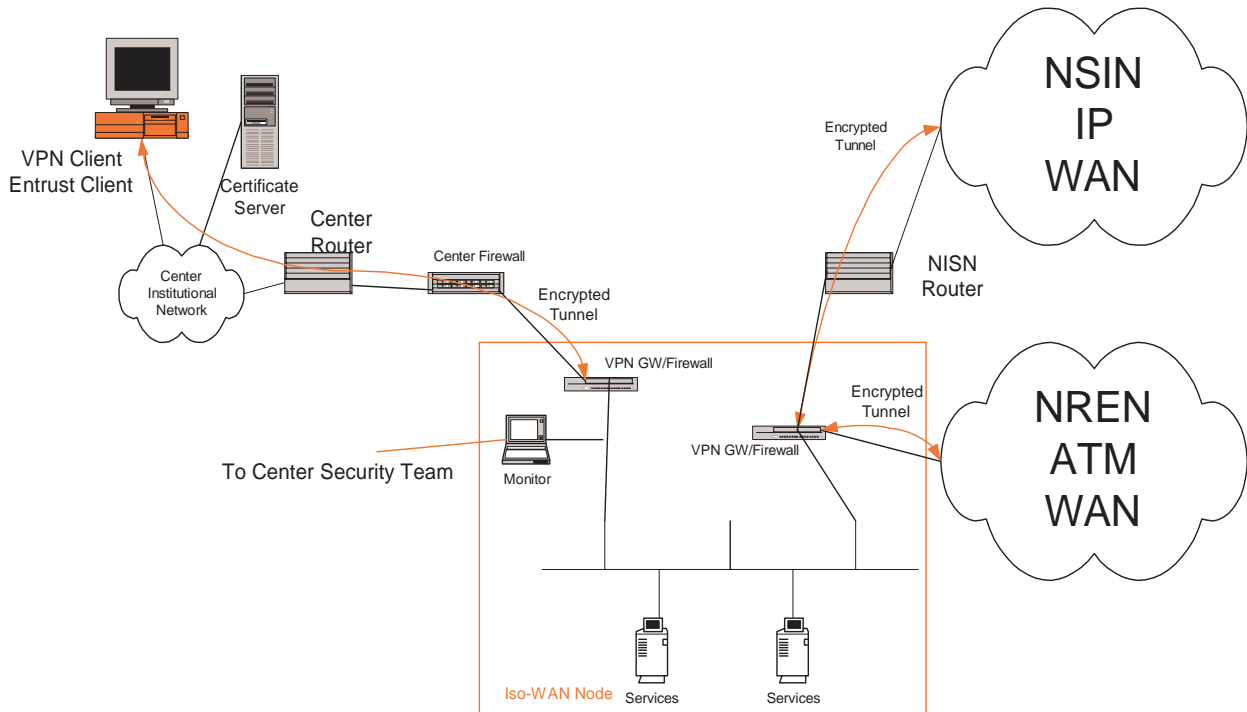 NSIN
IP
WAN
Encrypted
Tunnel
VPN Client
Entrust Client
Certificate
Server
Center
Router
Center Firewall
NISN
Router
Center
Institutional
Network
Encrypted
Tunnel
VPN GW/Firewall
Encrypted
Tunnel
NREN
ATM
WAN
VPN GW/Firewall
To Center Security Team
Monitor
Iso-WAN Node
Services
Services